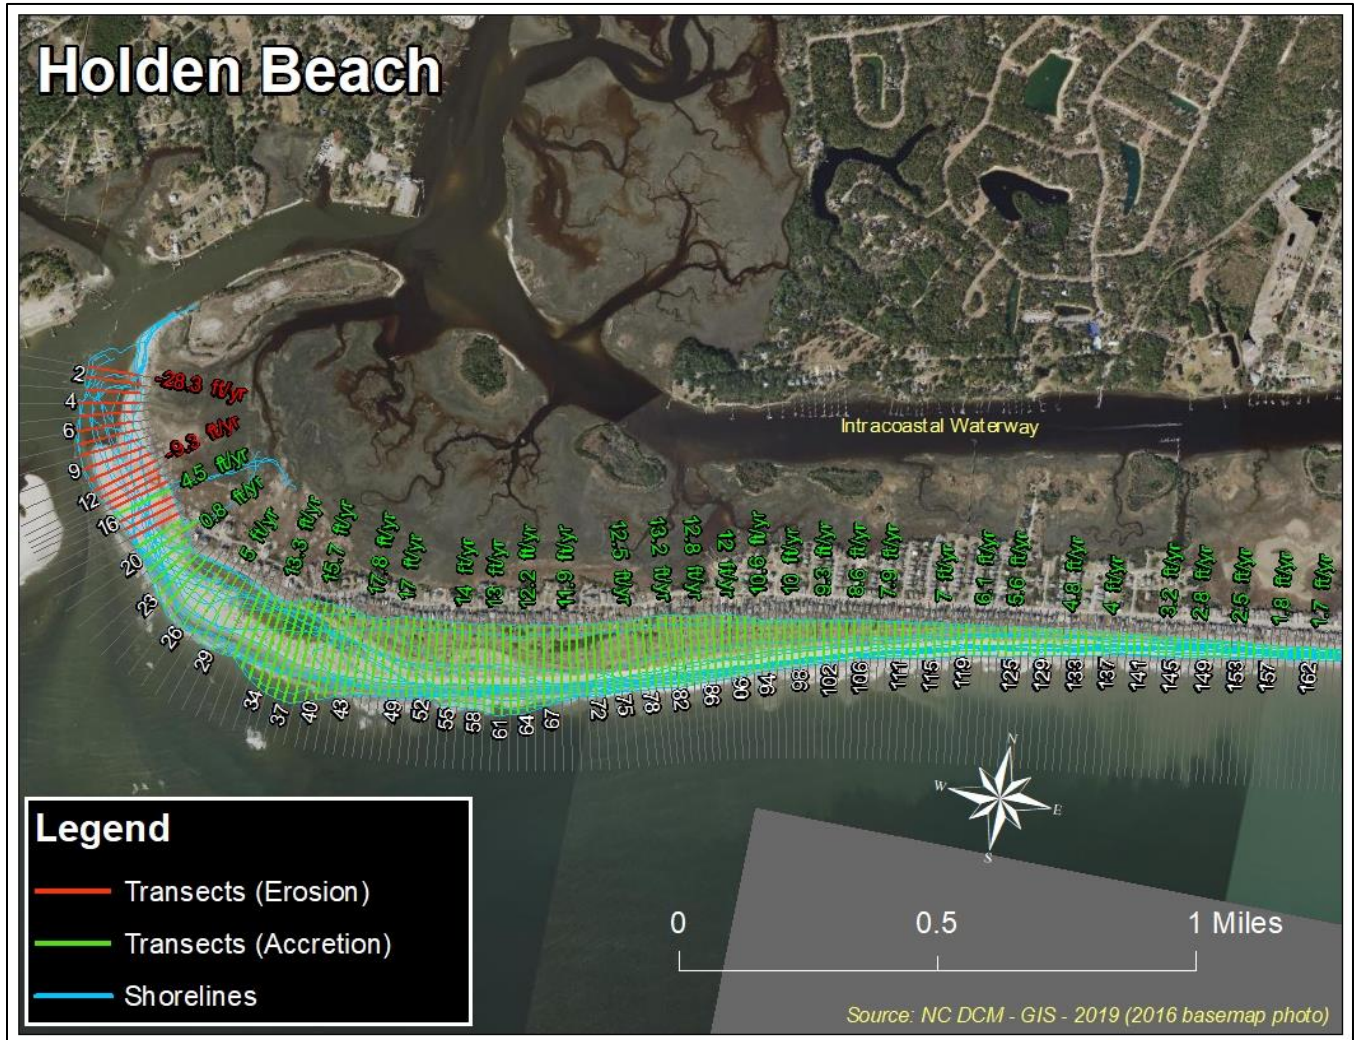 Holden Beach
Intracoastal Waterway
-28.3 ft/yr
-9.3 ft/yr
4.5 ft/yr
0.8 ft/yr
5 ft/yr
13.3 ft/yr
15.7 ft/yr
17.8 ft/yr
17 ft/yr
14 ft/yr
13 ft/yr
12.2 ft/yr
11.9 ft/yr
12.5 ft/yr
13.2 ft/yr
12.8 ft/yr
12 ft/yr
10.9 ft/yr
10 ft/yr
9.3 ft/yr
8.6 ft/yr
7.9 ft/yr
7 ft/yr
6.1 ft/yr
5.6 ft/yr
4.8 ft/yr
4 ft/yr
3.2 ft/yr
2.8 ft/yr
2.5 ft/yr
1.8 ft/yr
1.7 ft/yr
2
4
6
9
12
16
20
23
26
29
34
37
40
43
49
52
55
58
61
64
67
72
75
78
82
86
90
94
98
102
106
111
115
119
125
129
133
137
141
145
149
153
157
162
N
W
E
S
Legend
Transects (Erosion)
Transects (Accretion)
Shorelines
0 0.5 1 Miles
Source: NC DCM - GIS - 2019 (2016 basemap photo)